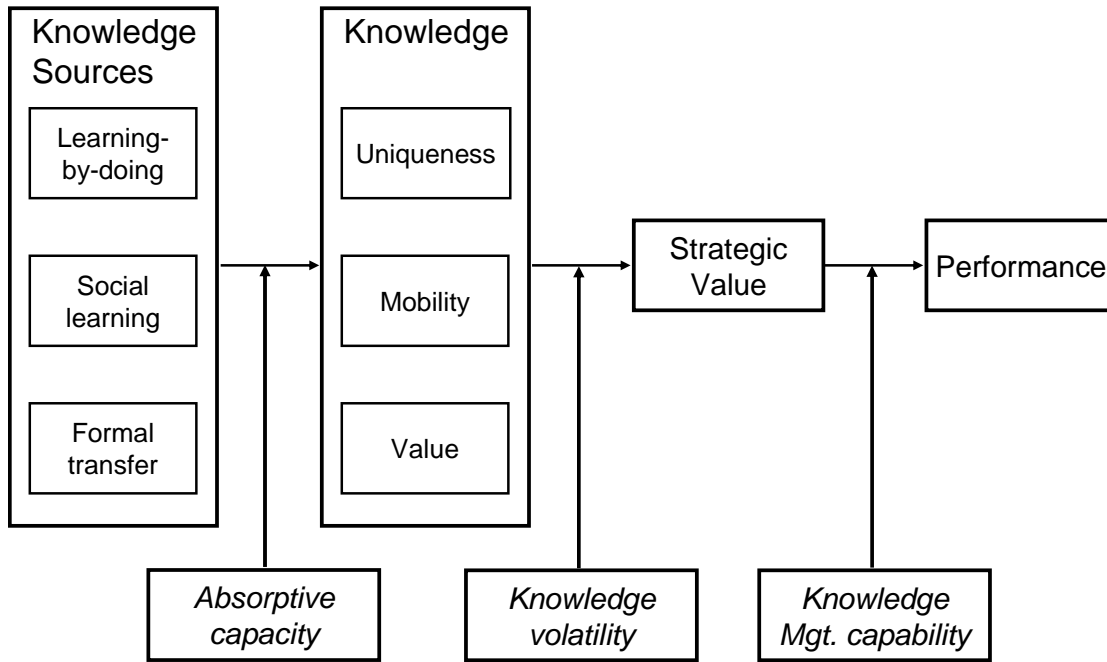 Knowledge
Sources
Learning-
by-doing
Social
learning
Formal
transfer
Knowledge
Uniqueness
Mobility
Value
Strategic
Value
Performance
Absorptive
capacity
Knowledge
volatility
Knowledge
Mgt. capability